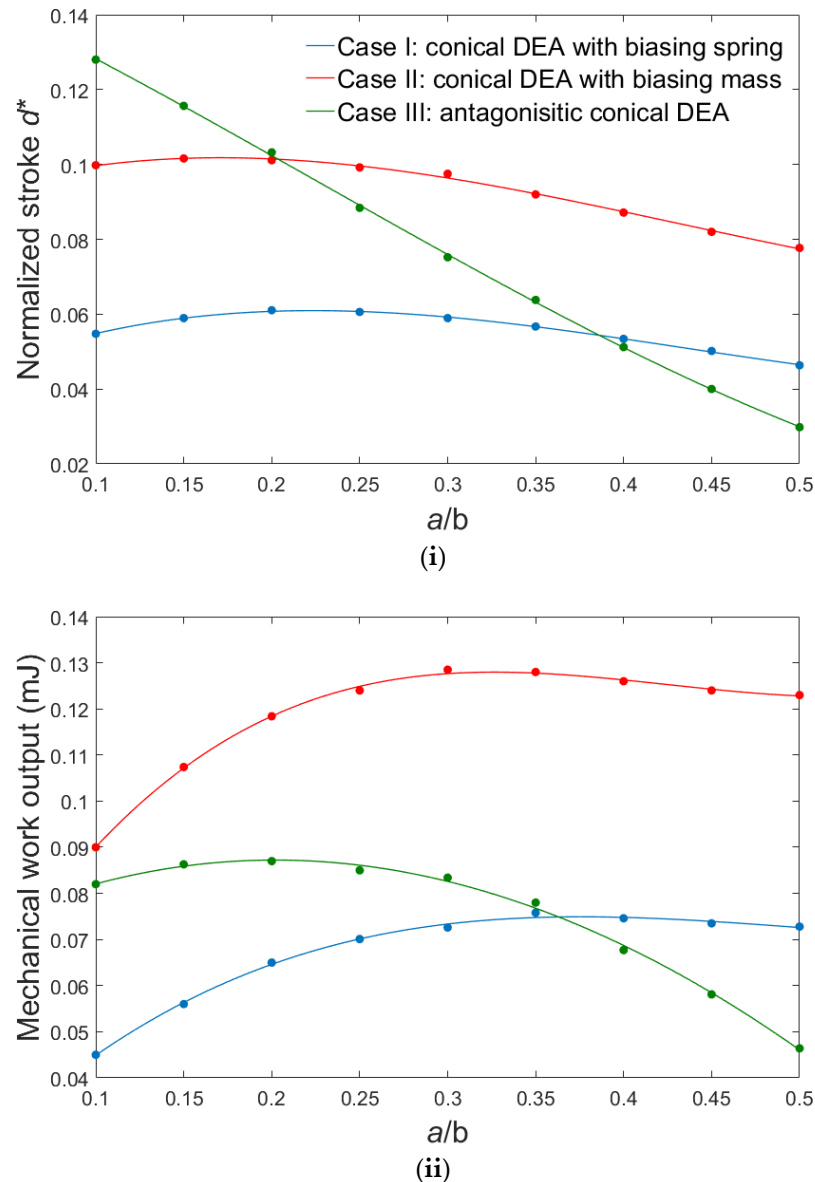 0.14
Case I: conical DEA with biasing spring
Case II: conical DEA with biasing mass
Case III: antagonisitic conical DEA
0.12
0.1
0.08
0.06
0.04
0.02
Normalized stroke d'*
0.1 0.15 0.2 0.25 0.3 0.35 0.4 0.45 0.5
a/b
(i)
0.14
0.13
0.12
0.11
0.1
0.09
0.08
0.07
0.06
0.05
0.04
Mechanical work output (mJ)
0.1 0.15 0.2 0.25 0.3 0.35 0.4 0.45 0.5
a/b
(ii)